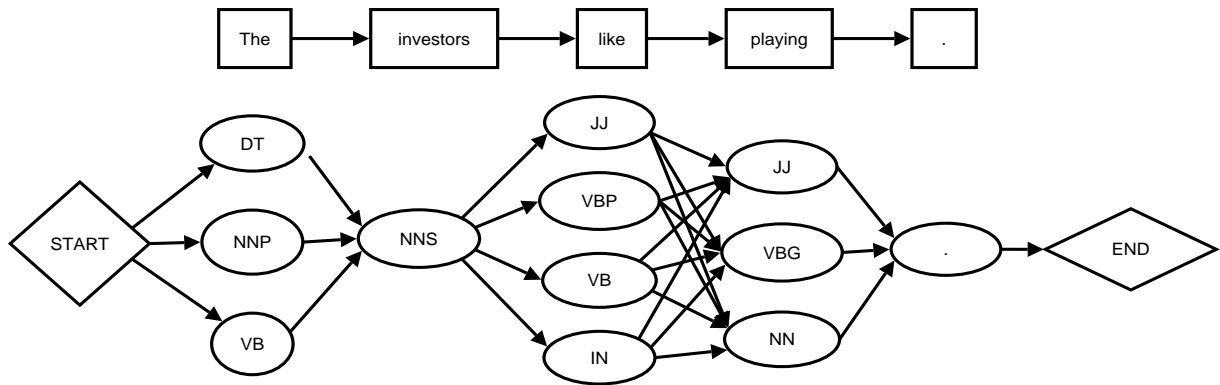 The investors like playing .
DT
JJ
JJ
VBP
START
NNP
NNS
VBG
.
END
VB
VB
IN
NN